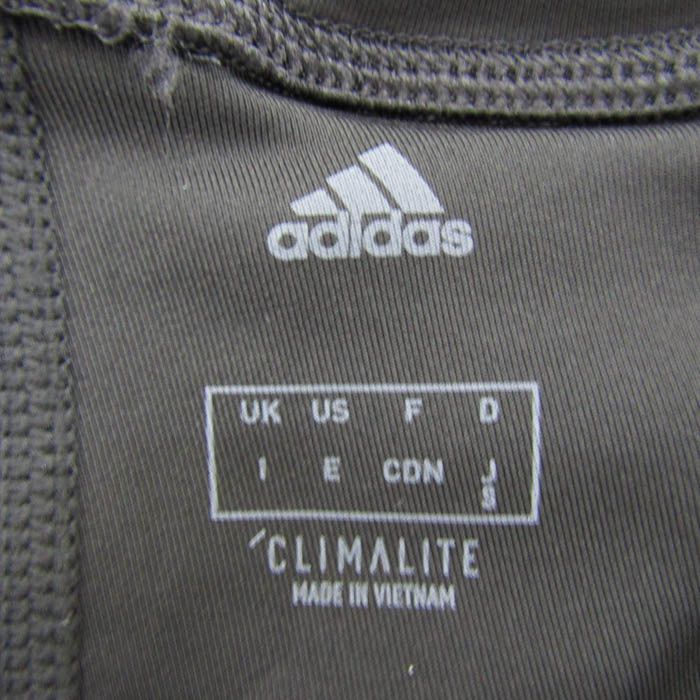 adidas
UK US F D
I E CDN J
S
CLIMALITE
MADE IN VIETNAM